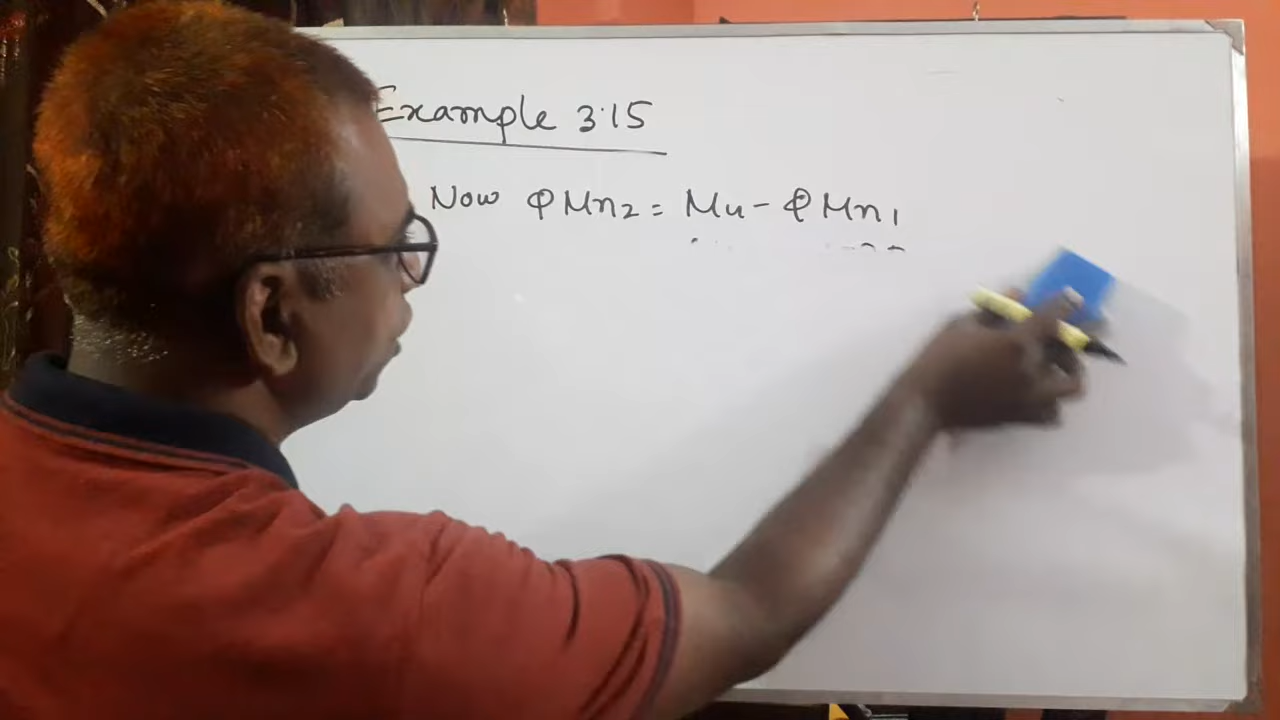 Example 3.15
Now φMn2 = Mu - φMn1